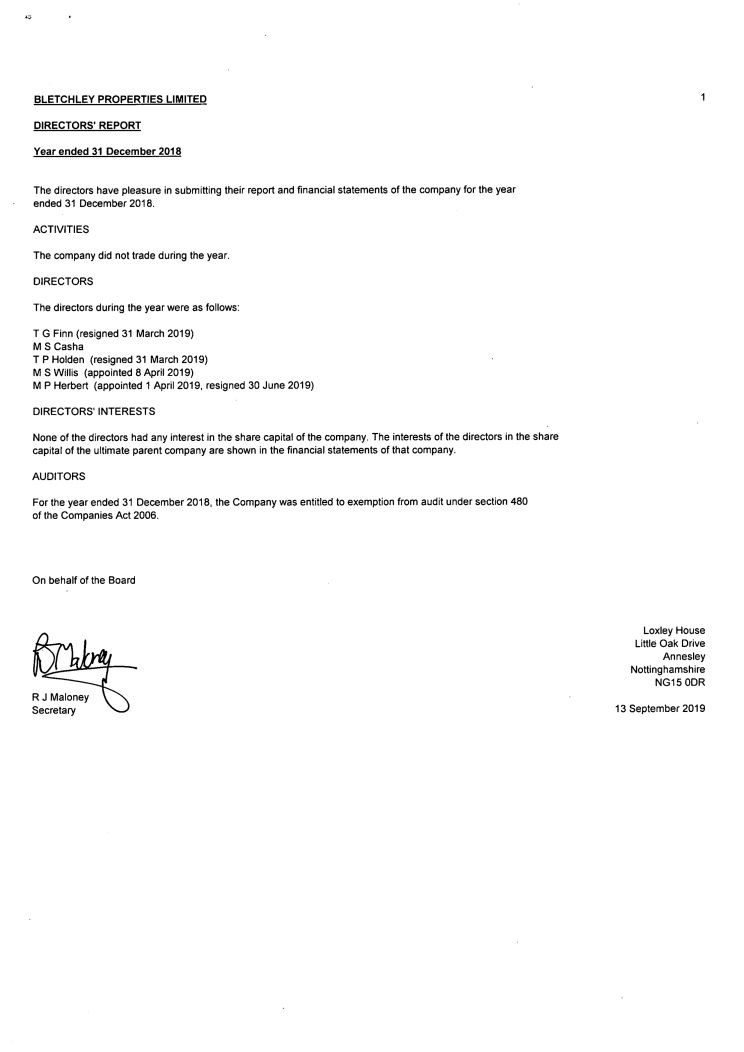 BLETCHLEY PROPERTIES LIMITED
1
DIRECTORS' REPORT
Year ended 31 December 2018
The directors have pleasure in submitting their report and financial statements of the company for the year
ended 31 December 2018.
ACTIVITIES
The company did not trade during the year.
DIRECTORS
The directors during the year were as follows:
T G Finn (resigned 31 March 2019)
M S Casha
T P Holden (resigned 31 March 2019)
M S Willis (appointed 8 April 2019)
M P Herbert (appointed 1 April 2019, resigned 30 June 2019)
DIRECTORS' INTERESTS
None of the directors had any interest in the share capital of the company. The interests of the directors in the share
capital of the ultimate parent company are shown in the financial statements of that company.
AUDITORS
For the year ended 31 December 2018, the Company was entitled to exemption from audit under section 480
of the Companies Act 2006.
On behalf of the Board
R J Maloney
Secretary
Loxley House
Little Oak Drive
Annesley
Nottinghamshire
NG15 0DR
13 September 2019